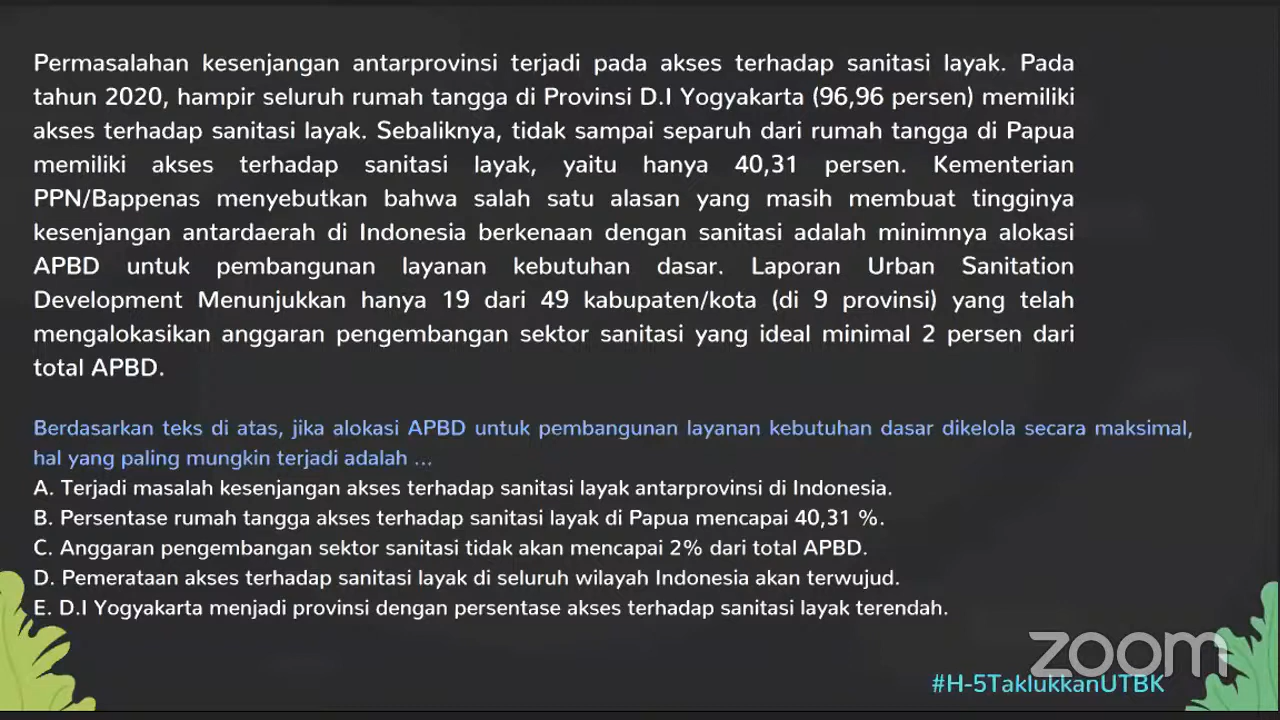 Permasalahan kesenjangan antarprovinsi terjadi pada akses terhadap sanitasi layak. Pada
tahun 2020, hampir seluruh rumah tangga di Provinsi D.I Yogyakarta (96,96 persen) memiliki
akses terhadap sanitasi layak. Sebaliknya, tidak sampai separuh dari rumah tangga di Papua
memiliki akses terhadap sanitasi layak, yaitu hanya 40,31 persen. Kementerian
PPN/Bappenas menyebutkan bahwa salah satu alasan yang masih membuat tingginya
kesenjangan antardaerah di Indonesia berkenaan dengan sanitasi adalah minimnya alokasi
APBD untuk pembangunan layanan kebutuhan dasar. Laporan Urban Sanitation
Development Menunjukkan hanya 19 dari 49 kabupaten/kota (di 9 provinsi) yang telah
mengalokasikan anggaran pengembangan sektor sanitasi yang ideal minimal 2 persen dari
total APBD.
Berdasarkan teks di atas, jika alokasi APBD untuk pembangunan layanan kebutuhan dasar dikelola secara maksimal,
hal yang paling mungkin terjadi adalah ...
A. Terjadi masalah kesenjangan akses terhadap sanitasi layak antarprovinsi di Indonesia.
B. Persentase rumah tangga akses terhadap sanitasi layak di Papua mencapai 40,31 %.
C. Anggaran pengembangan sektor sanitasi tidak akan mencapai 2% dari total APBD.
D. Pemerataan akses terhadap sanitasi layak di seluruh wilayah Indonesia akan terwujud.
E. D.I Yogyakarta menjadi provinsi dengan persentase akses terhadap sanitasi layak terendah.
zoom
#H-5TaklukkanUTBK